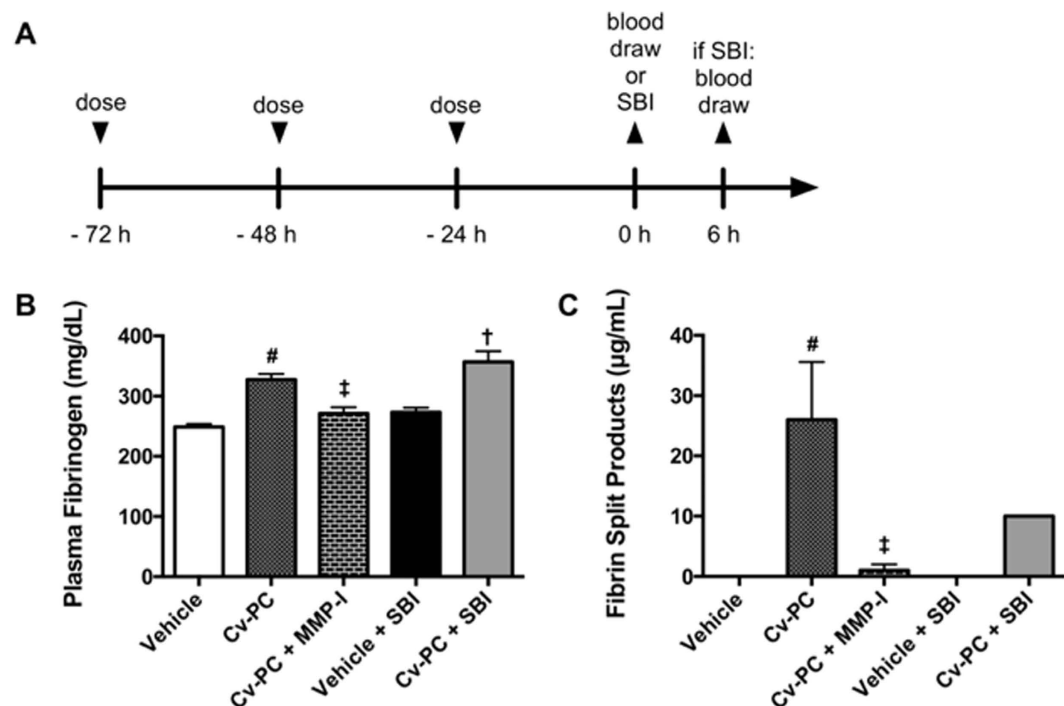 A
blood
draw
or
SBI
if SBI:
blood
draw
dose
dose
dose
- 72 h
- 48 h
- 24 h
0 h
6 h
B
Plasma Fibrinogen (mg/dL)
400
300
200
100
0
#
‡
†
Vehicle
Cv-PC
Cv-PC + MMP-I
Vehicle + SBI
Cv-PC + SBI
C
Fibrin Split Products (µg/mL)
40
30
20
10
0
#
‡
Vehicle
Cv-PC
Cv-PC + MMP-I
Vehicle + SBI
Cv-PC + SBI